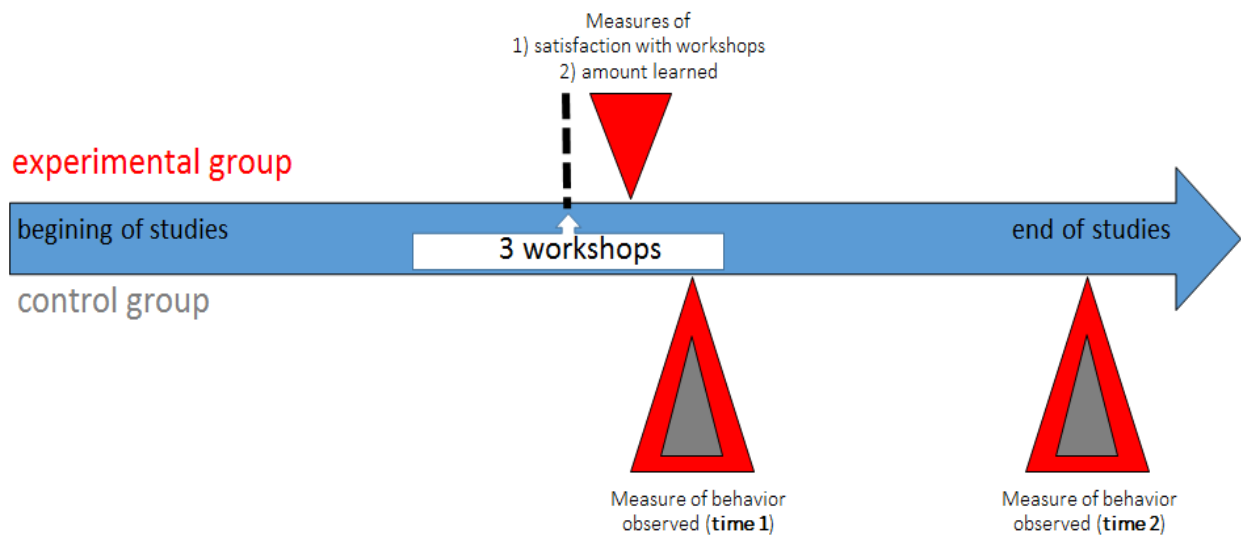 Measures of
1) satisfaction with workshops
2) amount learned
experimental group
begining of studies
end of studies
3 workshops
control group
Measure of behavior
observed (time 1)
Measure of behavior
observed (time 2)